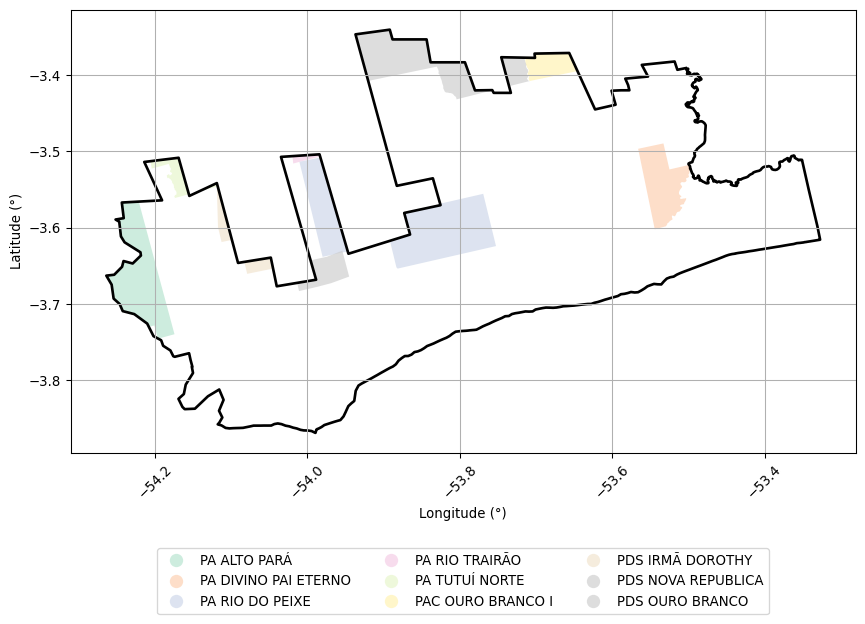 −3.4
−3.5
−3.6
−3.7
−3.8
Latitude (°)
−54.2
−54.0
−53.8
−53.6
−53.4
Longitude (°)
PA ALTO PARÁ
PA DIVINO PAI ETERNO
PA RIO DO PEIXE
PA RIO TRAIRÃO
PA TUTUÍ NORTE
PAC OURO BRANCO I
PDS IRMÃ DOROTHY
PDS NOVA REPUBLICA
PDS OURO BRANCO